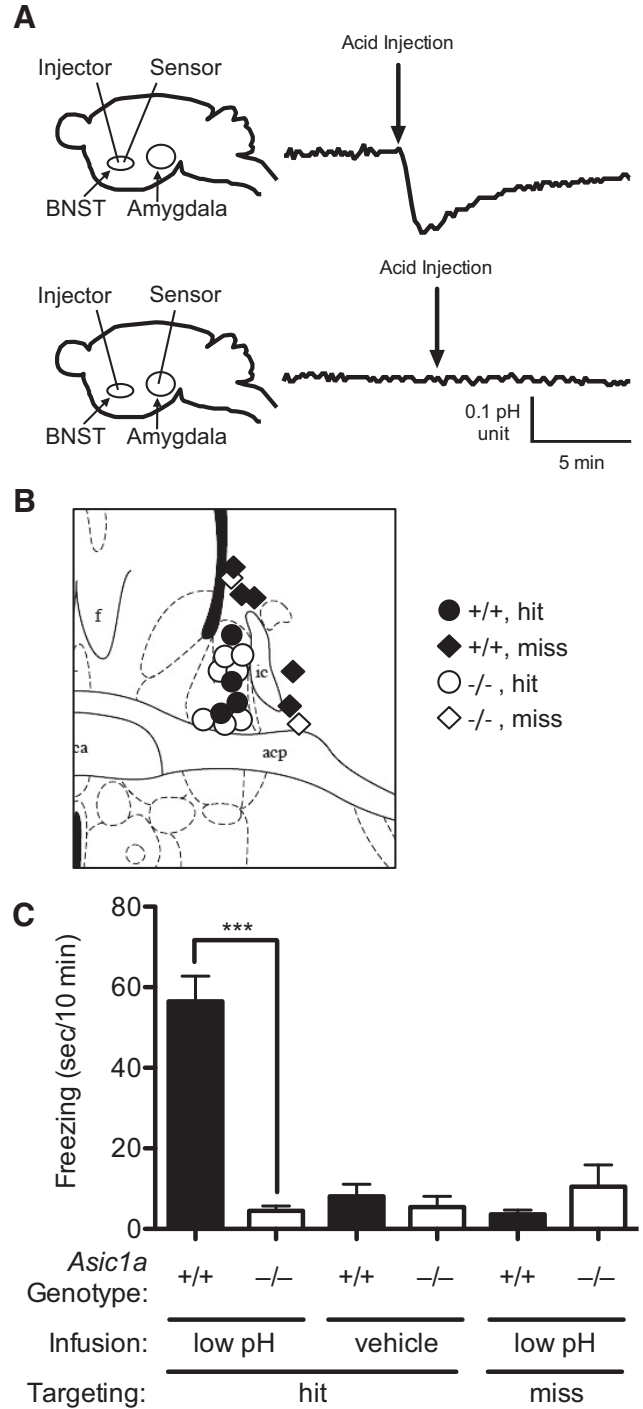 A
Acid Injection
Injector Sensor
BNST Amygdala
Acid Injection
Injector Sensor
BNST Amygdala
0.1 pH
unit
5 min
B
f
ic
ca
acp
+/+, hit
+/+, miss
-/- , hit
-/- , miss
C
Freezing (sec/10 min)
80
60
40
20
0
***
Asic1a
Genotype:
+/+ –/– +/+ –/– +/+ –/–
Infusion: low pH vehicle low pH
Targeting: hit miss